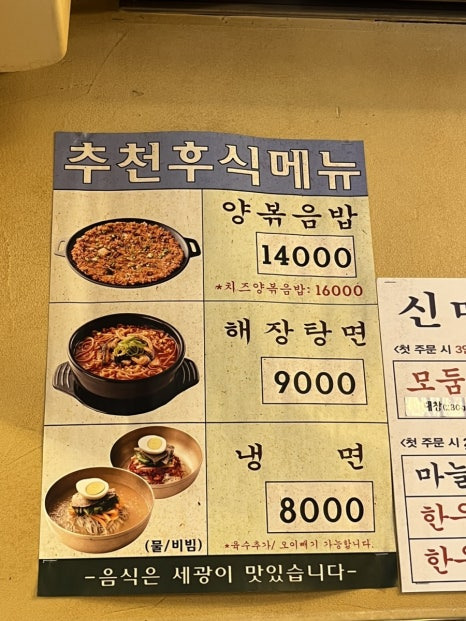 추천후식메뉴
양볶음밥
14000
*치즈양볶음밥: 16000
해장탕면
9000
냉 면
8000
(물/비빔)
*육수추가/ 오이빼기 가능합니다.
-음식은 세광이 맛있습니다-
신
<첫 주문 시
모둠
<첫 주문 시
마늘
한우
한우